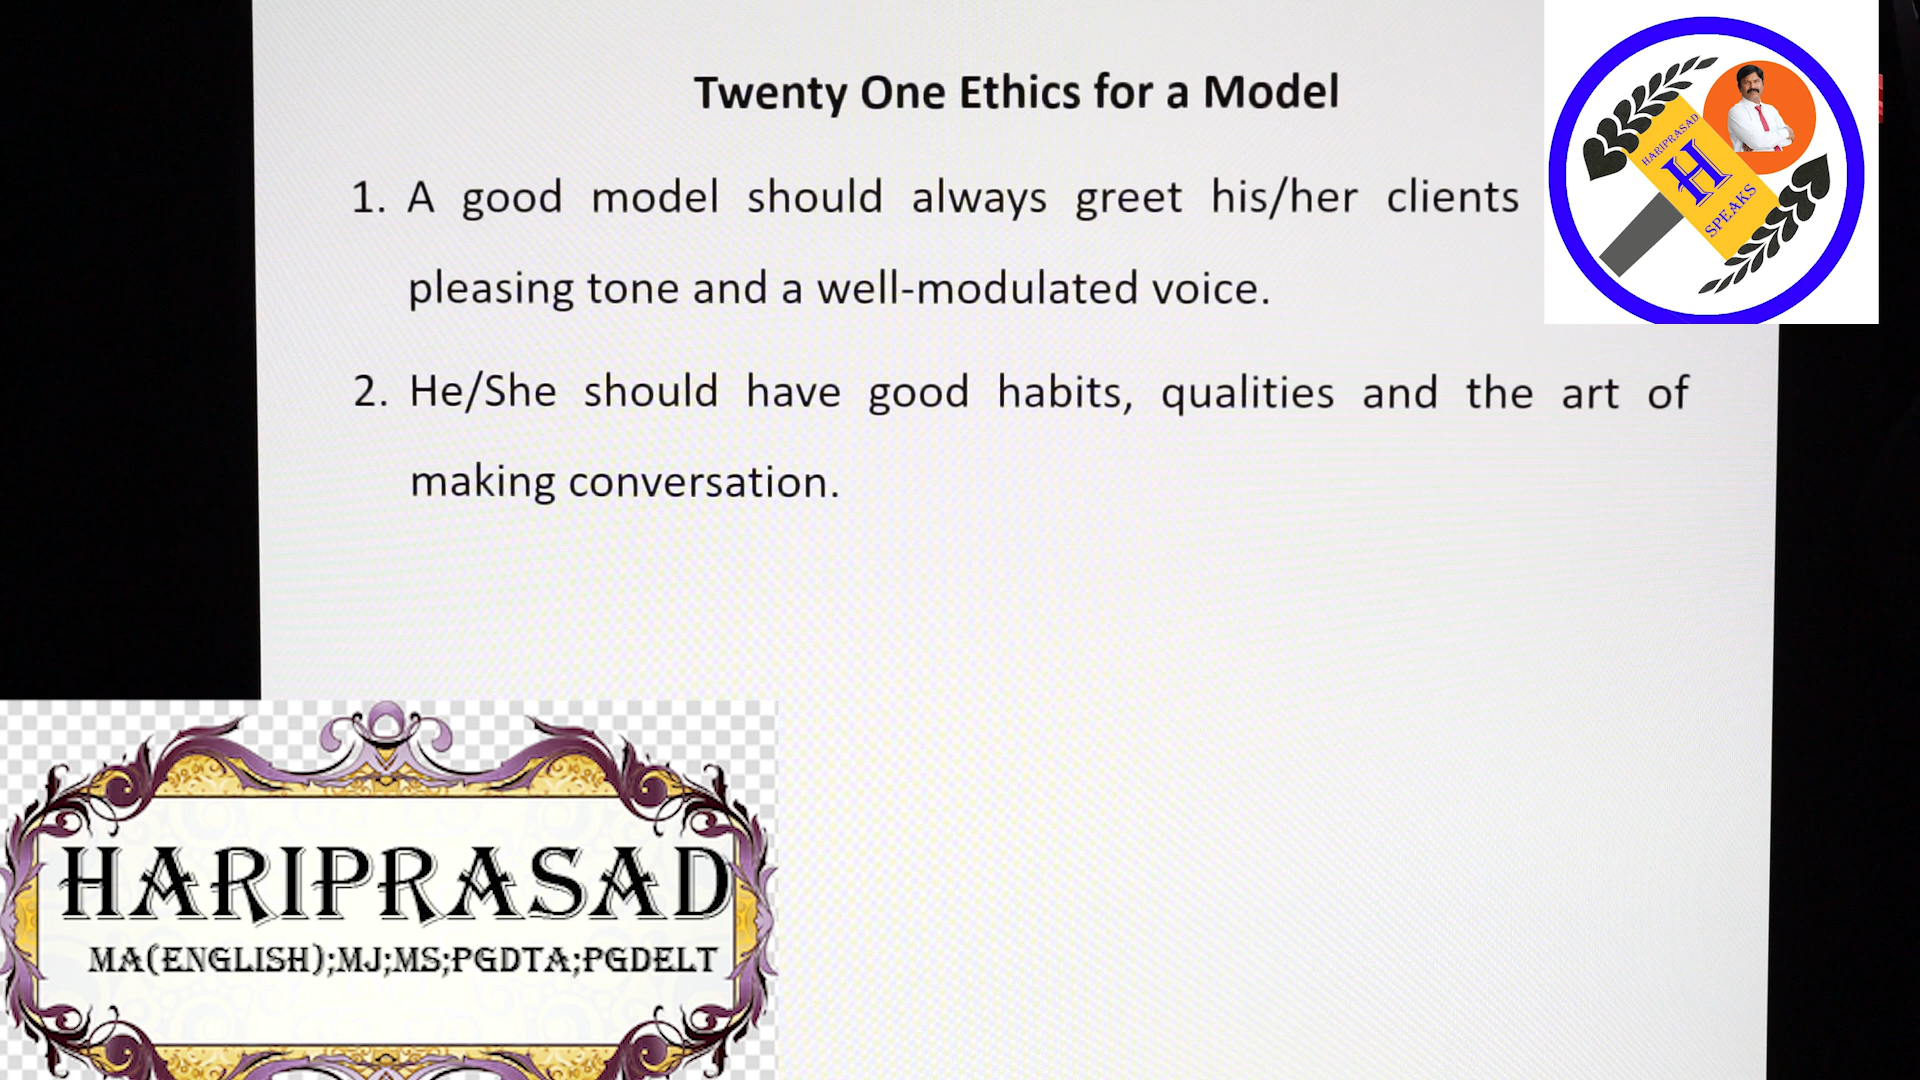 Twenty One Ethics for a Model
1. A good model should always greet his/her clients
pleasing tone and a well-modulated voice.
2. He/She should have good habits, qualities and the art of
making conversation.
HARIPRASAD
H
SPEAKS
HARIPRASAD
MA(ENGLISH);MJ;MS;PGDTA;PGDELT